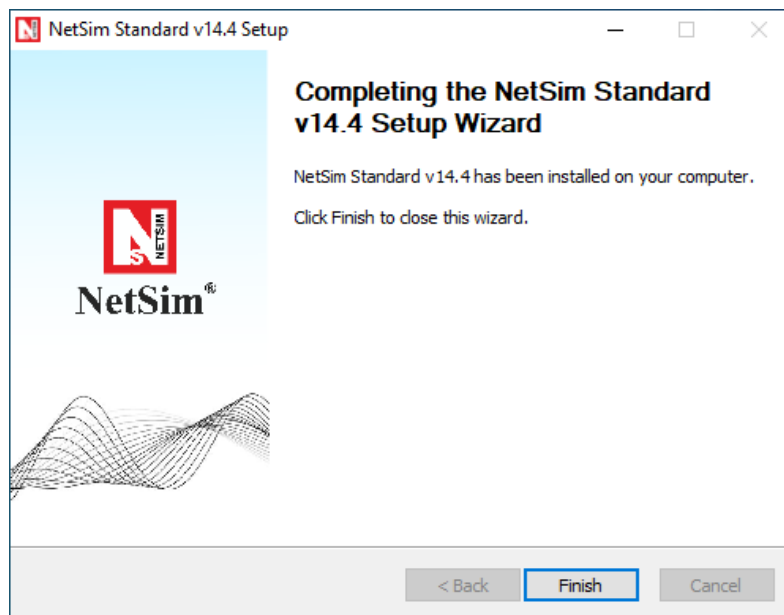 NetSim Standard v14.4 Setup
Completing the NetSim Standard
v14.4 Setup Wizard
NetSim Standard v14.4 has been installed on your computer.
Click Finish to close this wizard.
N
S
NETSIM
NetSim®
< Back
Finish
Cancel